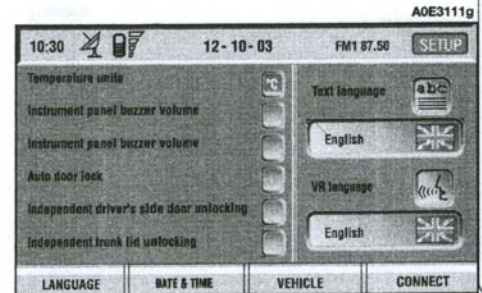 A0E3111g
10:30 12-10-03 FM1 87.50 SETUP
Temperature units °C
Instrument panel buzzer volume
Instrument panel buzzer volume
Auto door lock
Independent driver's side door unlocking
Independent trunk lid unlocking
Text language abc
English
VR language
English
LANGUAGE DATE & TIME VEHICLE CONNECT